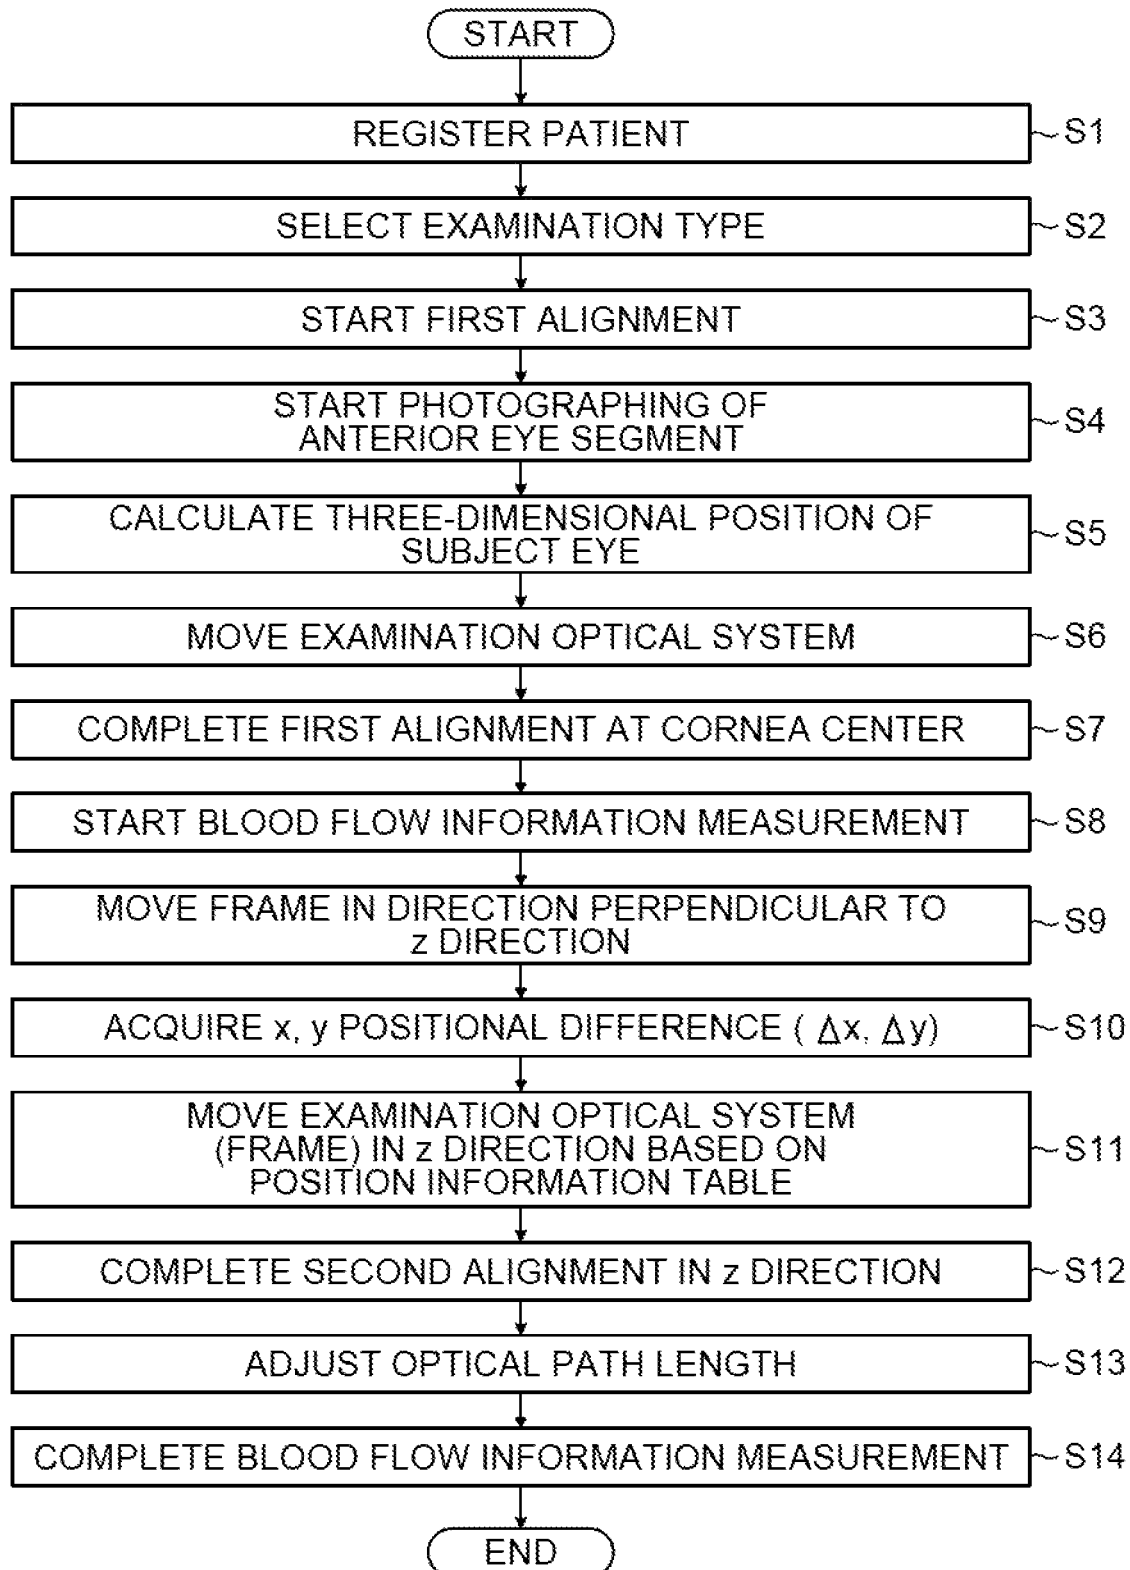 START
REGISTER PATIENT
S1
SELECT EXAMINATION TYPE
S2
START FIRST ALIGNMENT
S3
START PHOTOGRAPHING OF
ANTERIOR EYE SEGMENT
S4
CALCULATE THREE-DIMENSIONAL POSITION OF
SUBJECT EYE
S5
MOVE EXAMINATION OPTICAL SYSTEM
S6
COMPLETE FIRST ALIGNMENT AT CORNEA CENTER
S7
START BLOOD FLOW INFORMATION MEASUREMENT
S8
MOVE FRAME IN DIRECTION PERPENDICULAR TO
z DIRECTION
S9
ACQUIRE x, y POSITIONAL DIFFERENCE ( Δx, Δy)
S10
MOVE EXAMINATION OPTICAL SYSTEM
(FRAME) IN z DIRECTION BASED ON
POSITION INFORMATION TABLE
S11
COMPLETE SECOND ALIGNMENT IN z DIRECTION
S12
ADJUST OPTICAL PATH LENGTH
S13
COMPLETE BLOOD FLOW INFORMATION MEASUREMENT
S14
END